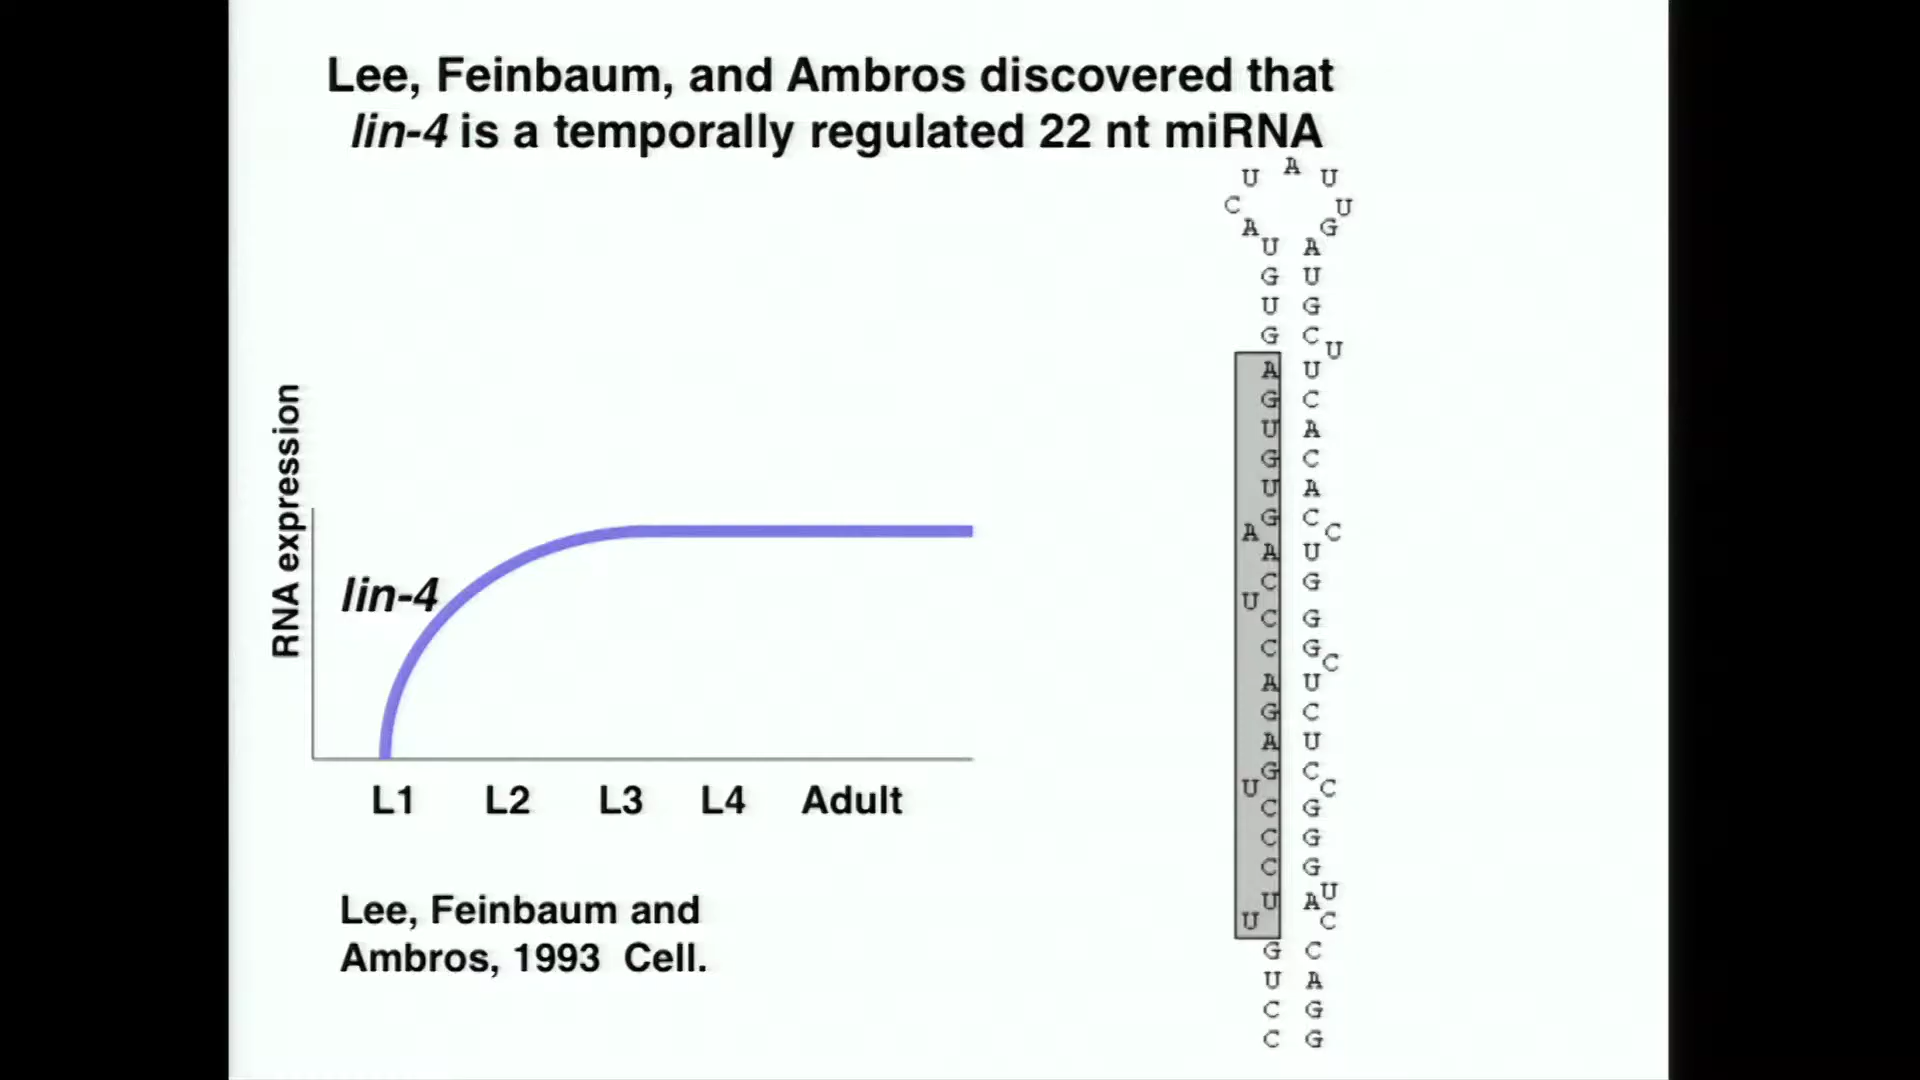 Lee, Feinbaum, and Ambros discovered that
lin-4 is a temporally regulated 22 nt miRNA
RNA expression
lin-4
L1 L2 L3 L4 Adult
Lee, Feinbaum and
Ambros, 1993 Cell.
A
U U
C U
A G
U A
G U
U G
G C
U
A U
G C
U A
G C
U A
G C
A C
A U
C G
U
C G
C G
C
A U
G C
A U
G C
U C
C G
C G
C G
U
U A
U C
G C
U A
C G
C G